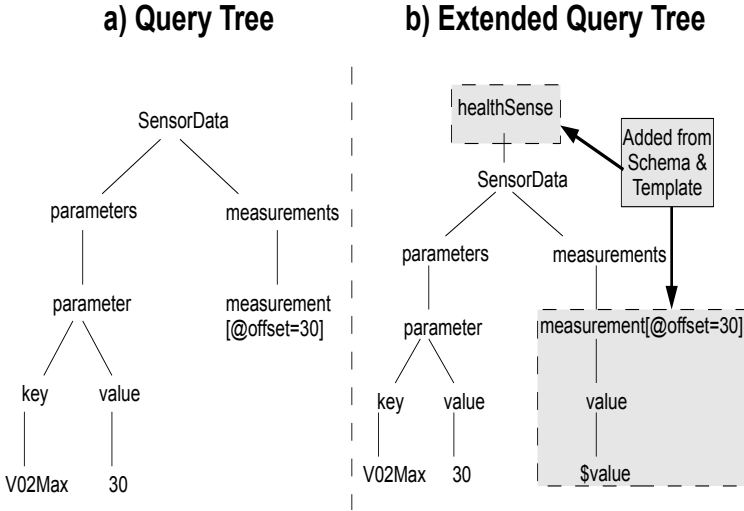 a) Query Tree
SensorData
parameters measurements
parameter measurement
[@offset=30]
key value
V02Max 30
b) Extended Query Tree
healthSense
Added from
Schema &
Template
SensorData
parameters measurements
parameter measurement[@offset=30]
key value value
V02Max 30 $value